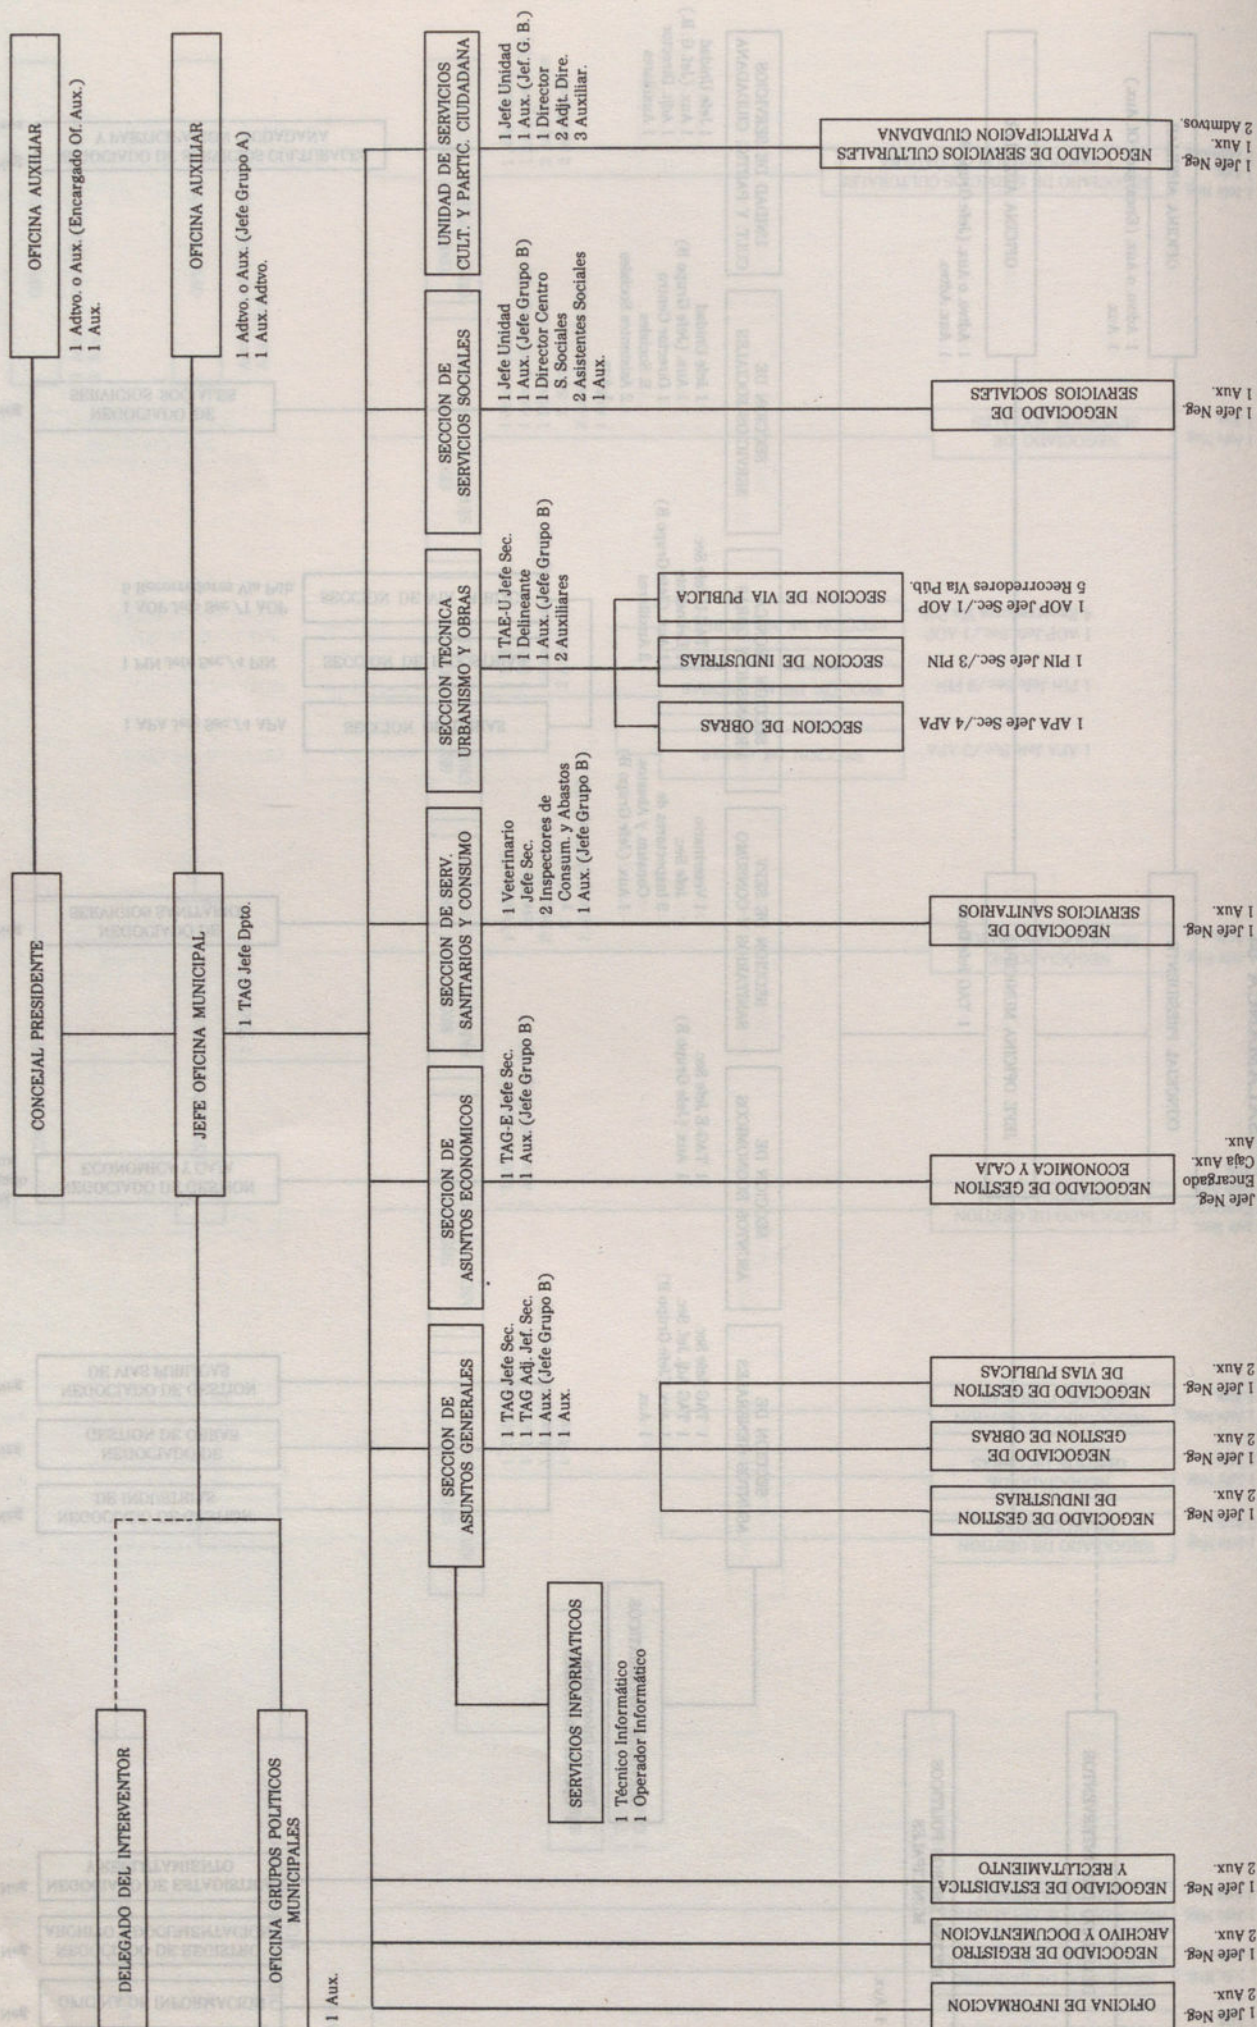 CONCEJAL PRESIDENTE
OFICINA AUXILIAR
1 Adtvo. o Aux. (Encargado Of. Aux.)
1 Aux.
DELEGADO DEL INTERVENTOR
JEFE OFICINA MUNICIPAL
1 TAG Jefe Dpto.
OFICINA AUXILIAR
1 Adtvo. o Aux. (Jefe Grupo A)
1 Aux. Adtvo.
OFICINA GRUPOS POLITICOS
MUNICIPALES
1 Aux.
SECCION DE
ASUNTOS GENERALES
1 TAG Jefe Sec.
1 TAG Adj. Jef. Sec.
1 Aux. (Jefe Grupo B)
1 Aux.
SECCION DE
ASUNTOS ECONOMICOS
1 TAG-E Jefe Sec.
1 Aux. (Jefe Grupo B)
SECCION DE SERV.
SANITARIOS Y CONSUMO
1 Veterinario
Jefe Sec.
2 Inspectores de
Consum. y Abastos
1 Aux. (Jefe Grupo B)
SECCION TECNICA
URBANISMO Y OBRAS
1 TAE-U Jefe Sec.
1 Delineante
1 Aux. (Jefe Grupo B)
2 Auxiliares
SECCION DE
SERVICIOS SOCIALES
1 Jefe Unidad
1 Aux. (Jefe Grupo B)
1 Director Centro
S. Sociales
2 Asistentes Sociales
1 Aux.
UNIDAD DE SERVICIOS
CULT. Y PARTIC. CIUDADANA
1 Jefe Unidad
1 Aux. (Jef. G. B.)
1 Director
2 Adjt. Dire.
3 Auxiliar.
SERVICIOS INFORMATICOS
1 Técnico Informático
1 Operador Informático
SECCION DE OBRAS
1 APA Jefe Sec./4 APA
SECCION DE INDUSTRIAS
1 PIN Jefe Sec./3 PIN
SECCION DE VIA PUBLICA
1 AOP Jefe Sec./1 AOP
5 Recorredores Vía Pub.
OFICINA DE INFORMACION
1 Jefe Neg.
2 Aux.
NEGOCIADO DE REGISTRO
ARCHIVO Y DOCUMENTACION
1 Jefe Neg.
2 Aux.
NEGOCIADO DE ESTADISTICA
Y RECLUTAMIENTO
1 Jefe Neg.
2 Aux.
NEGOCIADO DE GESTION
DE INDUSTRIAS
1 Jefe Neg.
2 Aux.
NEGOCIADO DE
GESTION DE OBRAS
1 Jefe Neg.
2 Aux.
NEGOCIADO DE GESTION
DE VIAS PUBLICAS
1 Jefe Neg.
2 Aux.
NEGOCIADO DE GESTION
ECONOMICA Y CAJA
Jefe Neg.
Encargado
Caja Aux.
Aux.
NEGOCIADO DE
SERVICIOS SANITARIOS
1 Jefe Neg.
1 Aux.
NEGOCIADO DE
SERVICIOS SOCIALES
1 Jefe Neg.
1 Aux.
NEGOCIADO DE SERVICIOS CULTURALES
Y PARTICIPACION CIUDADANA
1 Jefe Neg.
1 Aux.
2 Admtvos.